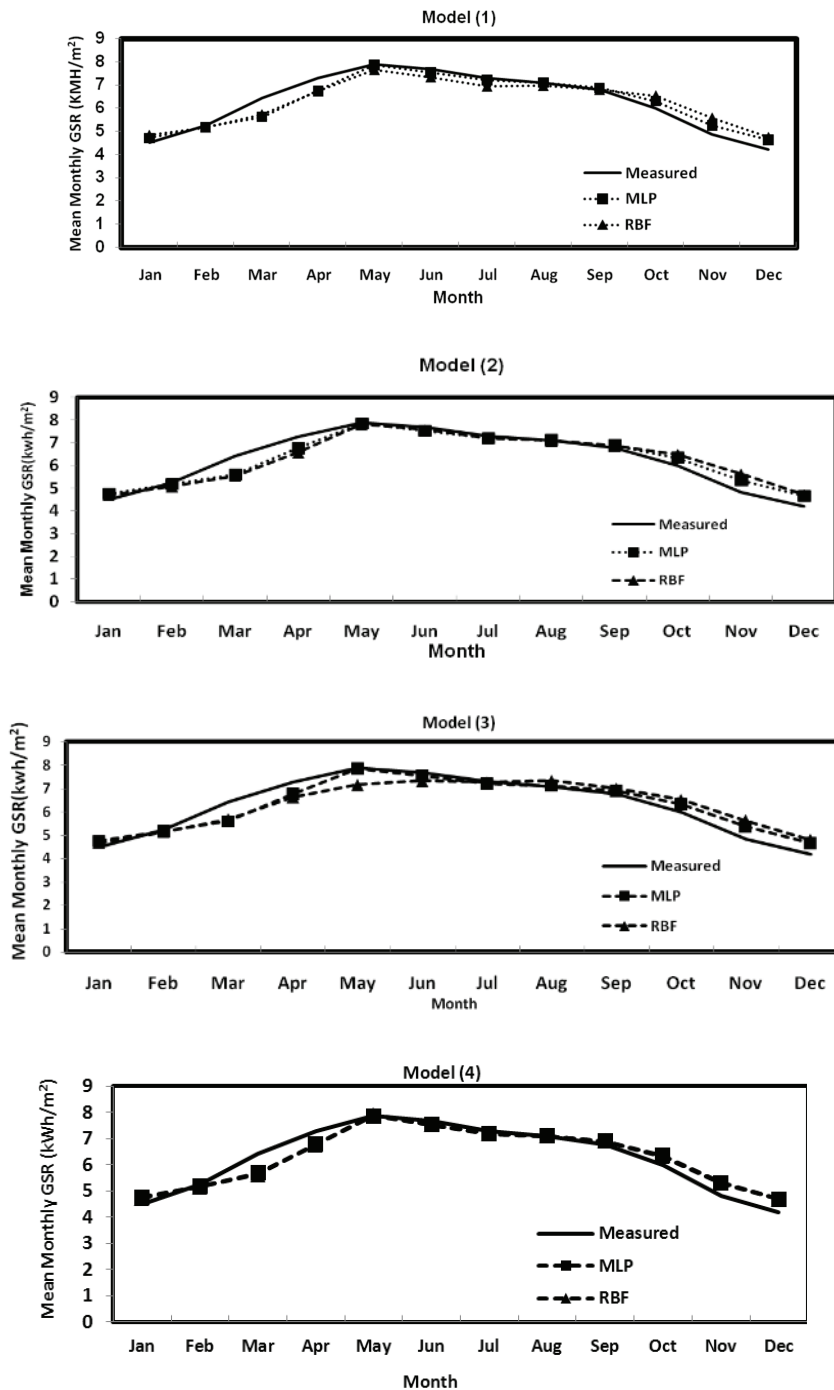 Model (1)
Mean Monthly GSR (KMH/m²)
9
8
7
6
5
4
3
2
1
0
Measured
MLP
RBF
Jan Feb Mar Apr May Jun Jul Aug Sep Oct Nov Dec
Month
Model (2)
Mean Monthly GSR(kwh/m²)
9
8
7
6
5
4
3
2
1
0
Measured
MLP
RBF
Jan Feb Mar Apr May Jun Jul Aug Sep Oct Nov Dec
Month
Model (3)
Mean Monthly GSR(kwh/m²)
9
8
7
6
5
4
3
2
1
0
Measured
MLP
RBF
Jan Feb Mar Apr May Jun Jul Aug Sep Oct Nov Dec
Month
Model (4)
Mean Monthly GSR (kWh/m²)
9
8
7
6
5
4
3
2
1
0
Measured
MLP
RBF
Jan Feb Mar Apr May Jun Jul Aug Sep Oct Nov Dec
Month